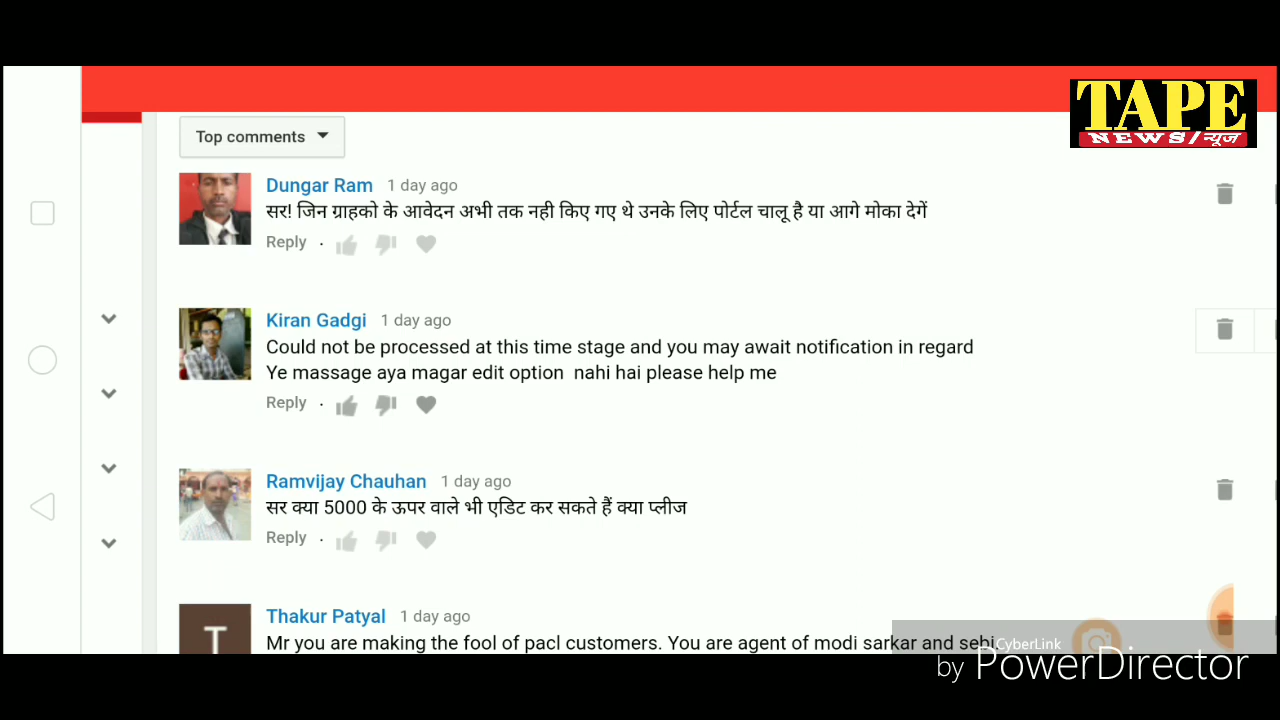 TAPE
NEWS/न्यूज
Top comments
Dungar Ram 1 day ago
सर! जिन ग्राहको के आवेदन अभी तक नही किए गए थे उनके लिए पोर्टल चालू है या आगे मोका देगें
Reply
Kiran Gadgi 1 day ago
Could not be processed at this time stage and you may await notification in regard
Ye massage aya magar edit option nahi hai please help me
Reply
Ramvijay Chauhan 1 day ago
सर क्या 5000 के ऊपर वाले भी एडिट कर सकते हैं क्या प्लीज
Reply
T
Thakur Patyal 1 day ago
Mr you are making the fool of pacl customers. You are agent of modi sarkar and sebi
CyberLink
by PowerDirector